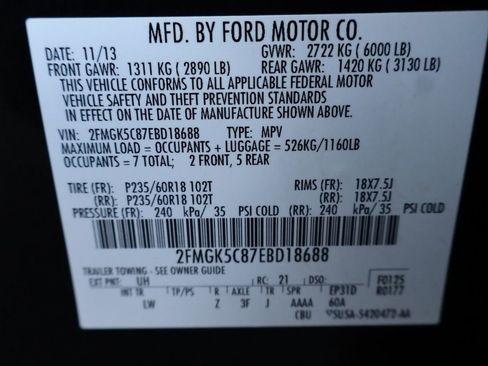 MFD. BY FORD MOTOR CO.
DATE: 11/13 GVWR: 2722 KG ( 6000 LB)
FRONT GAWR: 1311 KG ( 2890 LB) REAR GAWR: 1420 KG ( 3130 LB)
THIS VEHICLE CONFORMS TO ALL APPLICABLE FEDERAL MOTOR
VEHICLE SAFETY AND THEFT PREVENTION STANDARDS IN
EFFECT ON THE DATE OF MANUFACTURE SHOWN ABOVE.
VIN: 2FMGK5C87EBD18688 TYPE: MPV
MAXIMUM LOAD = OCCUPANTS + LUGGAGE = 526KG/1160LB
OCCUPANTS = 7 TOTAL; 2 FRONT, 5 REAR
TIRE (FR): P235/60R18 102T RIMS (FR): 18X7.5J
(RR): P235/60R18 102T (RR): 18X7.5J
PRESSURE (FR): 240 kPa/ 35 PSI COLD (RR): 240 kPa/ 35 PSI COLD
2FMGK5C87EBD18688
TRAILER TOWING - SEE OWNER GUIDE
EXT PNT: UH RC: 21 DSO: F0125
INT TR TP/PS R AXLE TR SPR EP31D R0177
LW Z 3F J AAAA 60A
CBU